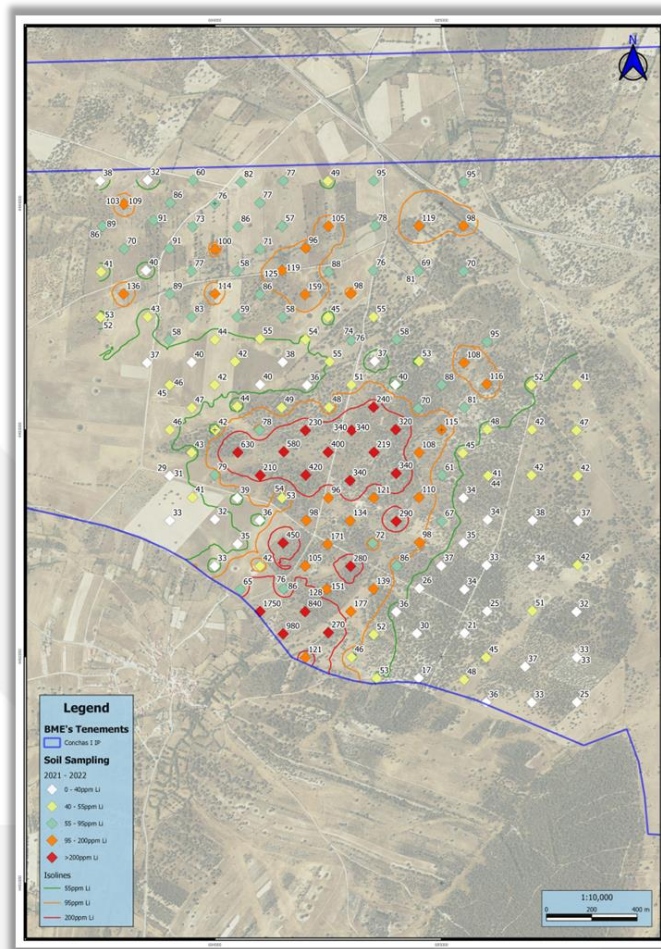 N
38 32 60 82 77 49 95 95
103 109 86 76 77
89 91 73 86 57 105 78 119 98
86
70 91 100 71 96
41 40 77 58 125 119 88 76 69 70
81
136 89 114 86 159 98
53 43 83 59 58 45 55
52
58 44 55 54 74 76 58 95
37 40 42 38 55 37 53 108
46 42 40 36 51 40 88 116 52 41
45
47 44 49 48 240 70 81
46 42 78 230 340 340 320 115 48 42 47
43 630 580 400 219 108 45
29 31 79 210 420 340 340 61 41 42 42
44
41 39 54 53 96 121 110 34
33 32 36 98 134 290 67 34 38 37
35 450 171 72 98 35
33 42 105 280 86 37 33 34 42
65 76 86 128 151 139 26 34
1750 840 177 36 25 51 32
980 270 52 30 21
121 46 45 37 33
33
53 17 48
36 33 25
Legend
BME's Tenements
Conchas I IP
Soil Sampling
2021 - 2022
0 - 40ppm Li
40 - 55ppm Li
55 - 95ppm Li
95 - 200ppm Li
>200ppm Li
Isolines
55ppm Li
95ppm Li
200ppm Li
1:10,000
0 200 400 m